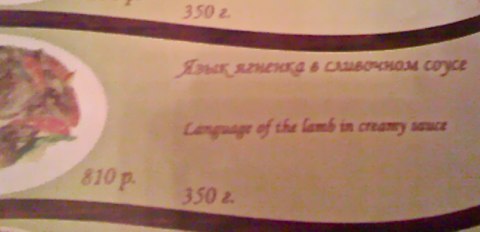 350 г.
Язык ягненка в сливочном соусе
Language of the lamb in creamy sauce
810 р.
350 г.